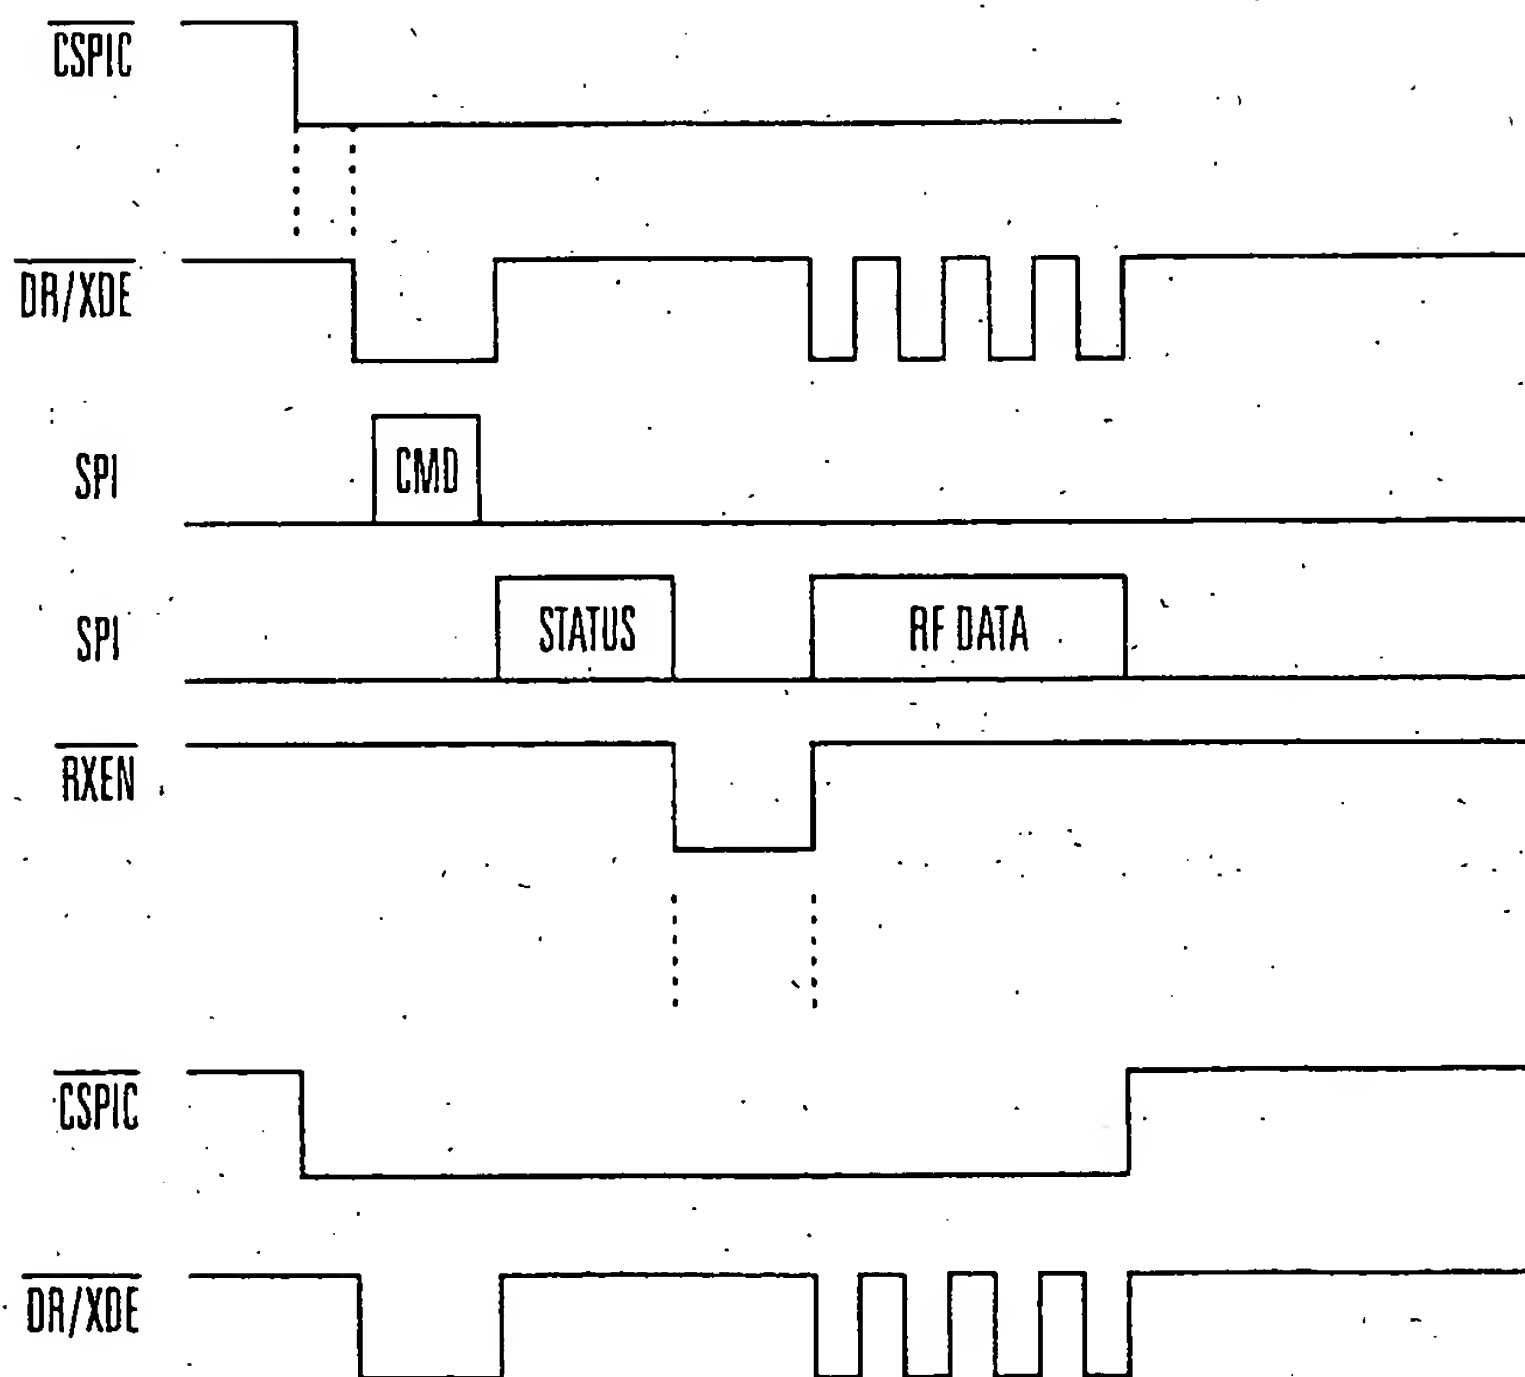 CSPIC
DR/XDE
SPI
CMD
SPI
STATUS
RF DATA
RXEN
CSPIC
DR/XDE